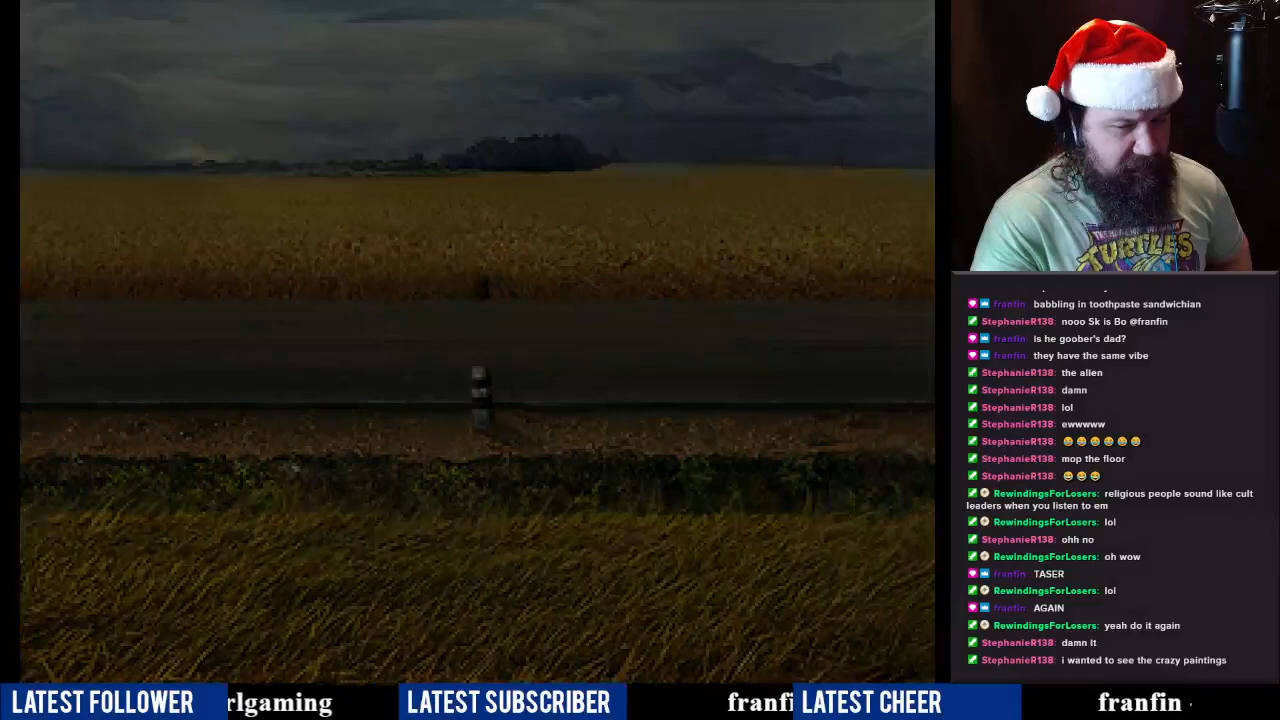 TURTLES
franfin: babbling in toothpaste sandwichian
StephanieR138: nooo Sk is Bo @franfin
franfin: Is he goober's dad?
franfin: they have the same vibe
StephanieR138: the alien
StephanieR138: damn
StephanieR138: lol
StephanieR138: ewwwww
StephanieR138: 😂😂😂😂😂😂
StephanieR138: mop the floor
StephanieR138: 😂😂😂
RewindingsForLosers: religious people sound like cult
leaders when you listen to em
RewindingsForLosers: lol
StephanieR138: ohh no
RewindingsForLosers: oh wow
franfin: TASER
RewindingsForLosers: lol
franfin: AGAIN
RewindingsForLosers: yeah do it again
StephanieR138: damn it
StephanieR138: i wanted to see the crazy paintings
LATEST FOLLOWER rlgaming LATEST SUBSCRIBER franfi LATEST CHEER franfin ·